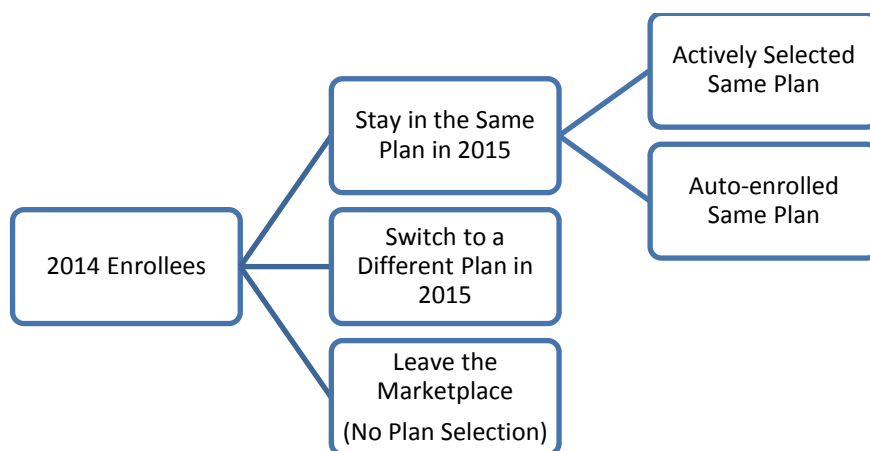 2014 Enrollees
Stay in the Same
Plan in 2015
Actively Selected
Same Plan
Auto-enrolled
Same Plan
Switch to a
Different Plan in
2015
Leave the
Marketplace
(No Plan Selection)